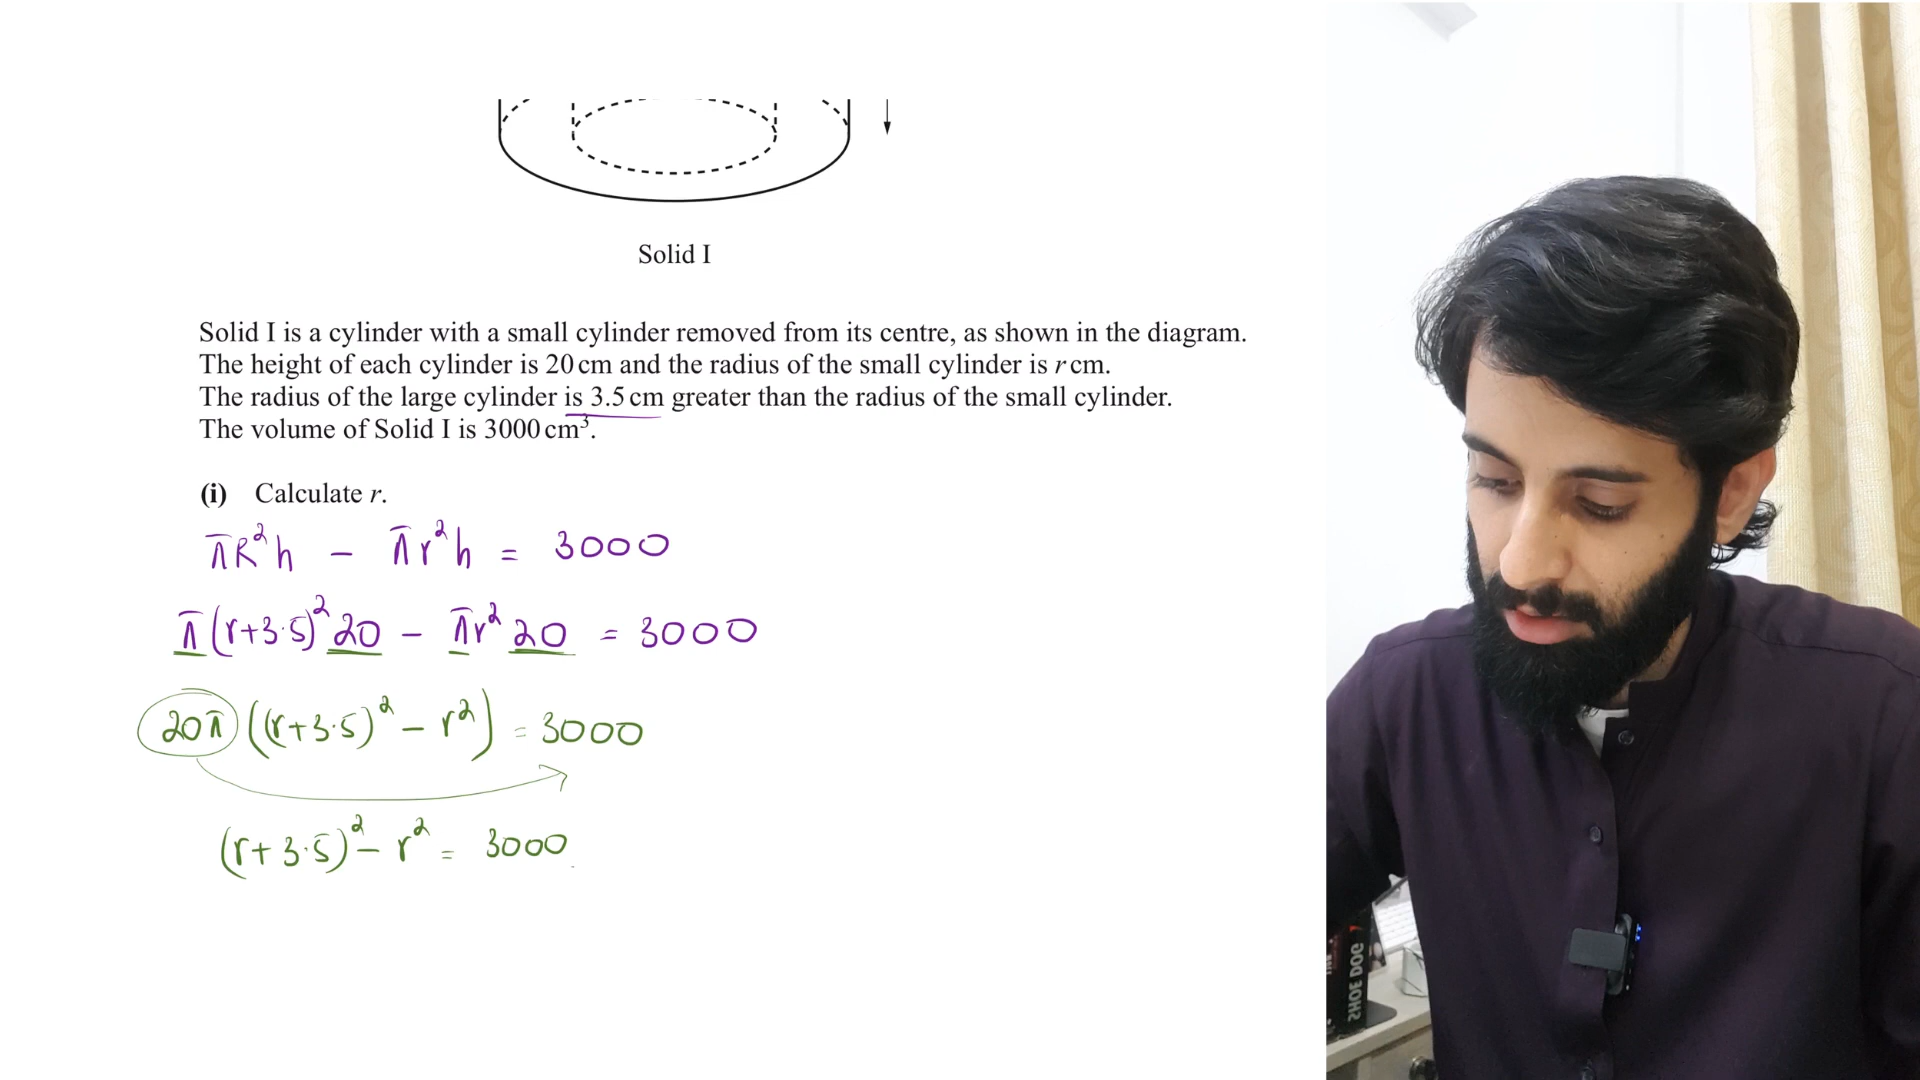 Solid I
Solid I is a cylinder with a small cylinder removed from its centre, as shown in the diagram.
The height of each cylinder is 20 cm and the radius of the small cylinder is r cm.
The radius of the large cylinder is 3.5 cm greater than the radius of the small cylinder.
The volume of Solid I is 3000 cm³.
(i) Calculate r.
πR²h − πr²h = 3000
π(r+3.5)²20 − πr²20 = 3000
20π((r+3.5)² − r²) = 3000
(r+3.5)² − r² = 3000
SHOE DOG